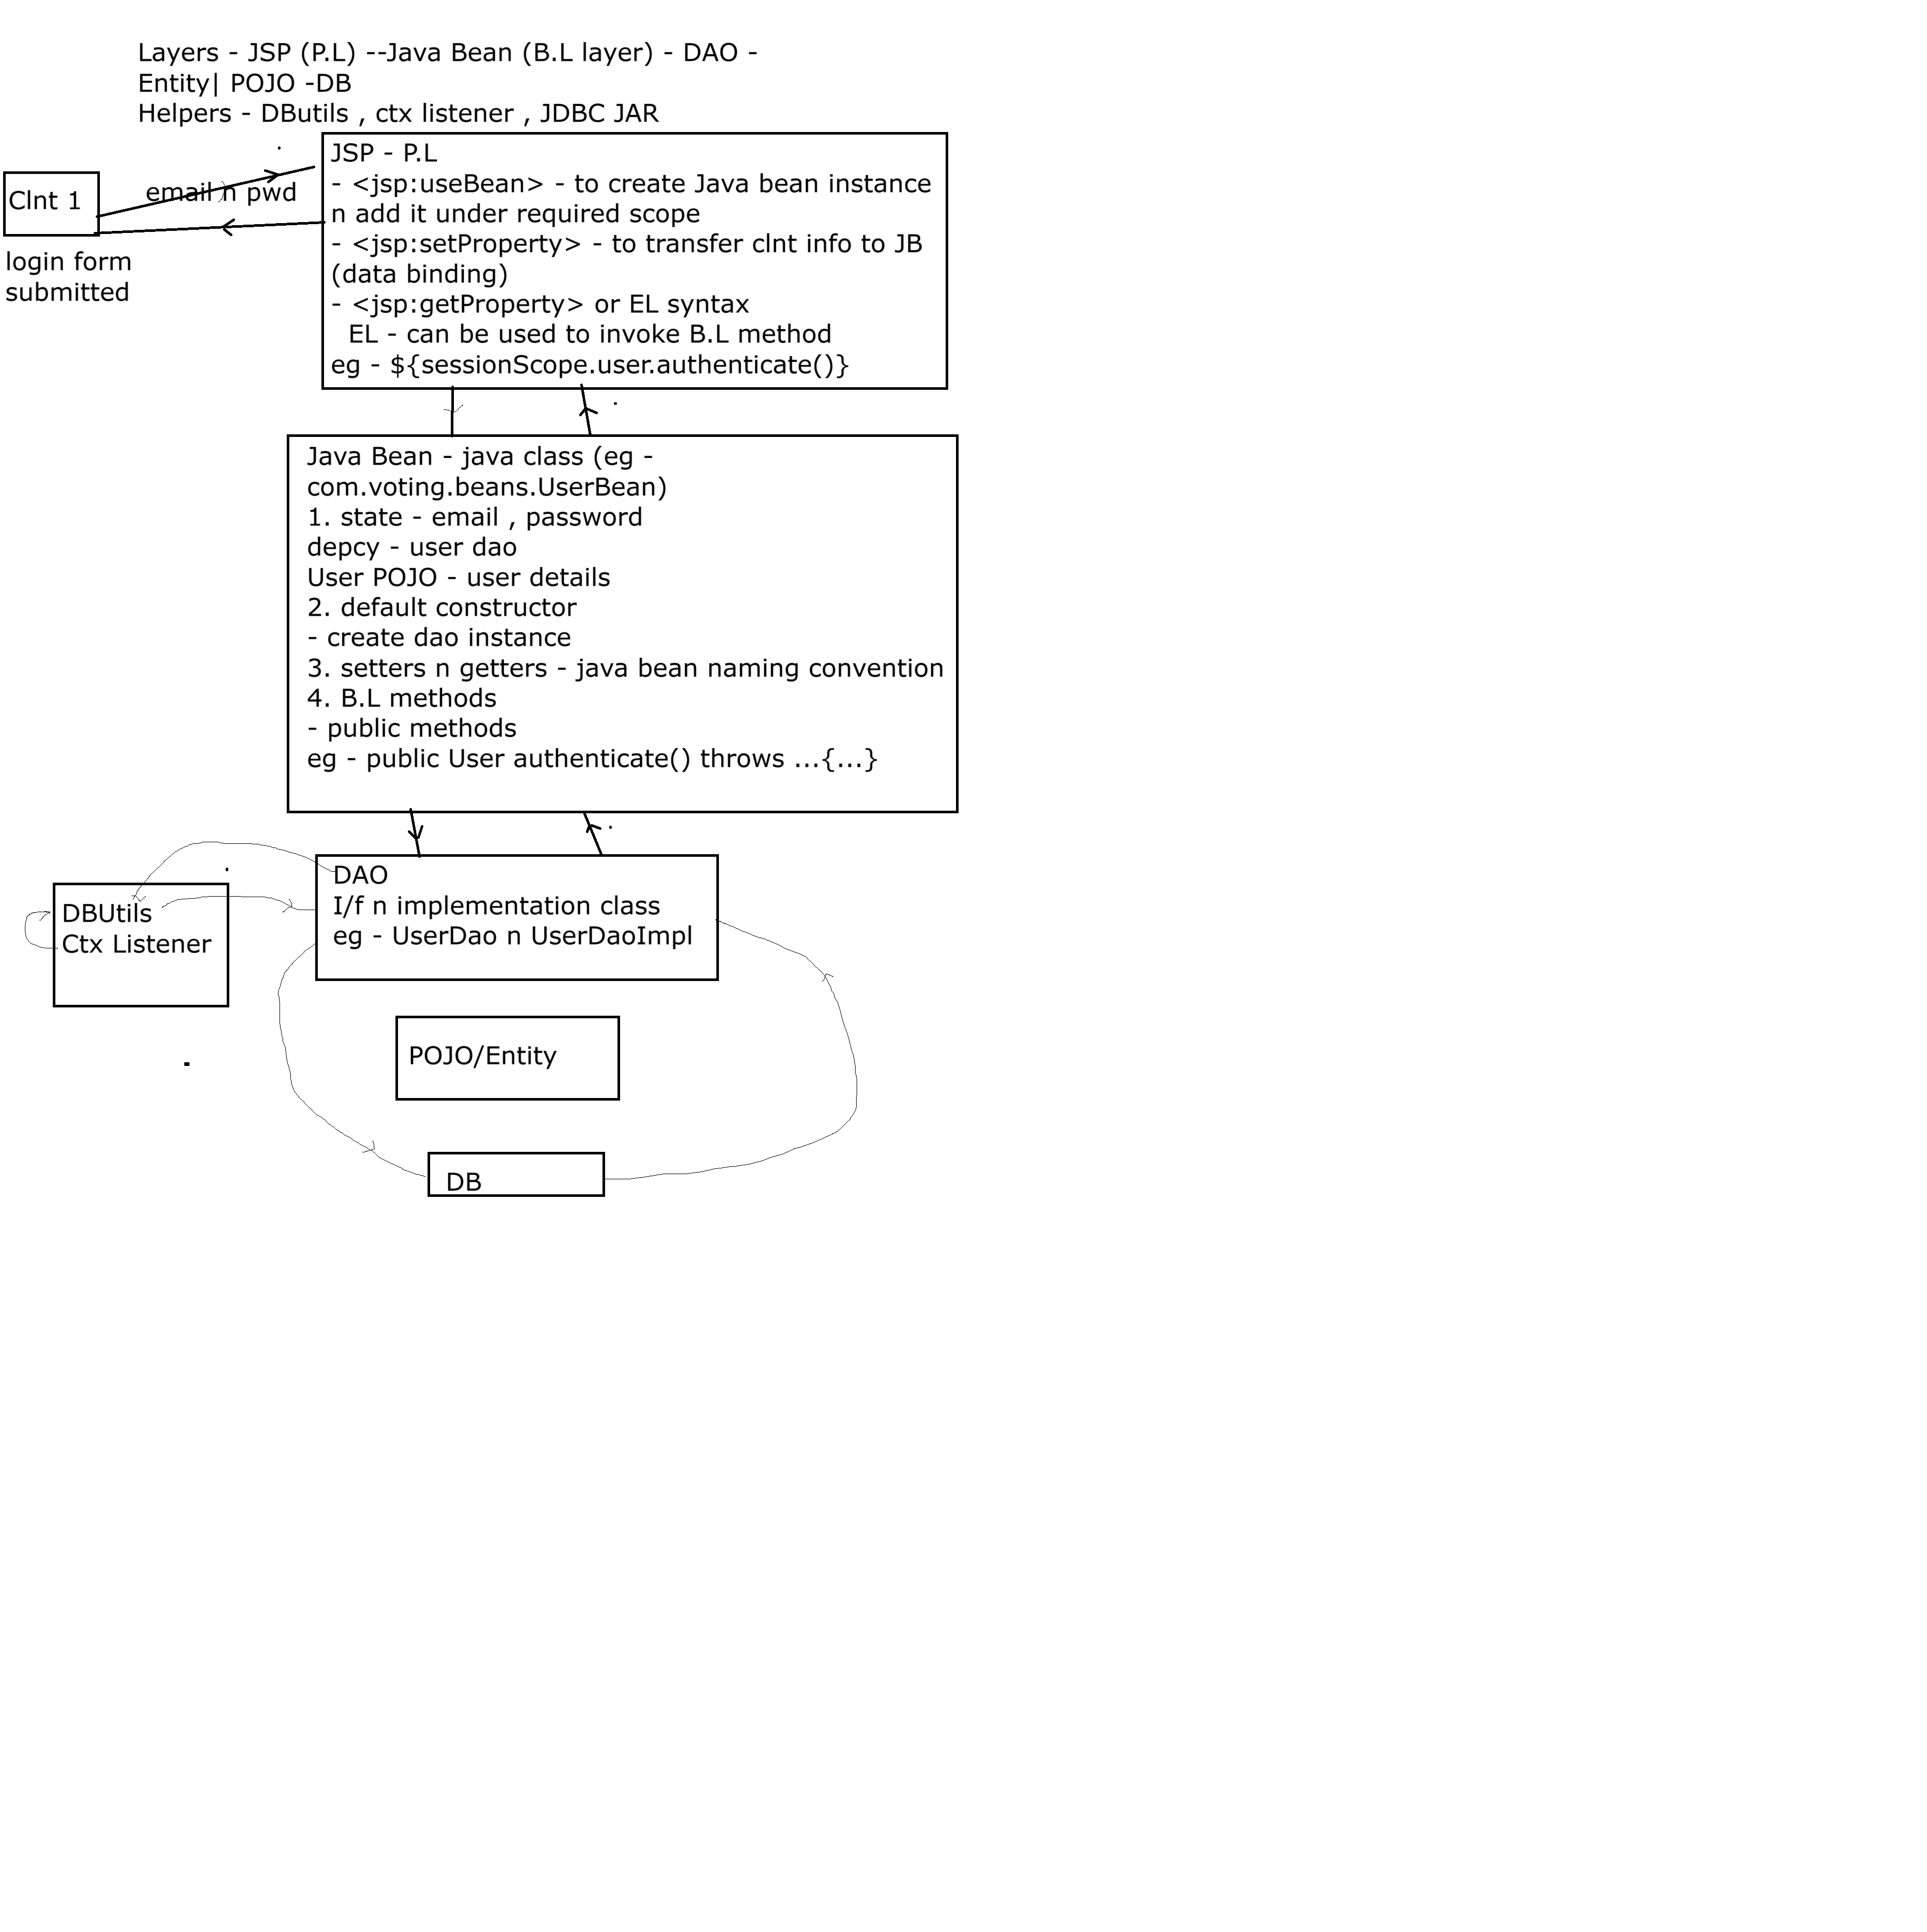 Layers - JSP (P.L) --Java Bean (B.L layer) - DAO -
Entity| POJO -DB
Helpers - DButils , ctx listener , JDBC JAR
Clnt 1
login form
submitted
email n pwd
JSP - P.L
- <jsp:useBean> - to create Java bean instance
n add it under required scope
- <jsp:setProperty> - to transfer clnt info to JB
(data binding)
- <jsp:getProperty> or EL syntax
EL - can be used to invoke B.L method
eg - ${sessionScope.user.authenticate()}
Java Bean - java class (eg -
com.voting.beans.UserBean)
1. state - email , password
depcy - user dao
User POJO - user details
2. default constructor
- create dao instance
3. setters n getters - java bean naming convention
4. B.L methods
- public methods
eg - public User authenticate() throws ...{...}
DBUtils
Ctx Listener
DAO
I/f n implementation class
eg - UserDao n UserDaoImpl
POJO/Entity
DB